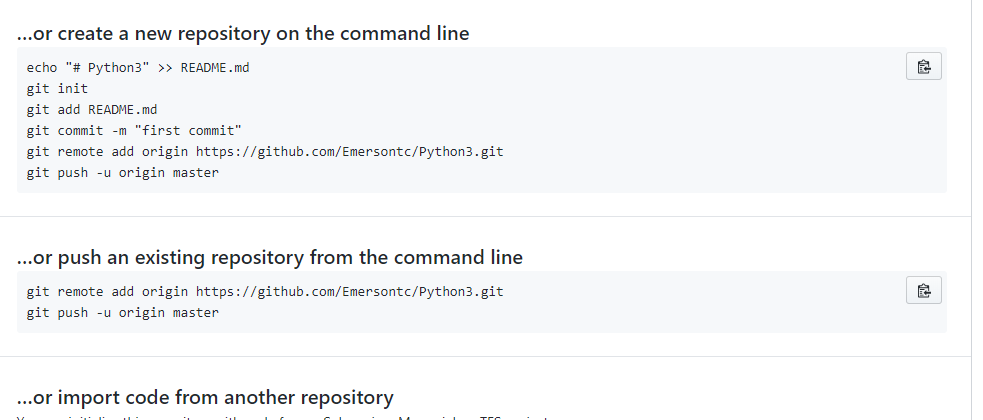 ...or create a new repository on the command line
echo "# Python3" >> README.md
git init
git add README.md
git commit -m "first commit"
git remote add origin https://github.com/Emersontc/Python3.git
git push -u origin master
...or push an existing repository from the command line
git remote add origin https://github.com/Emersontc/Python3.git
git push -u origin master
...or import code from another repository